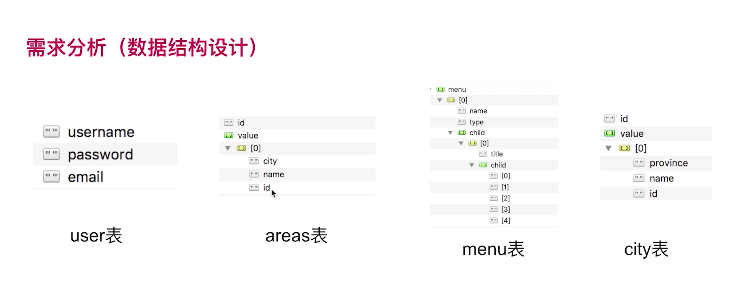 需求分析（数据结构设计）
username
password
email
user表
id
value
[0]
city
name
id
areas表
menu
[0]
name
type
child
[0]
title
child
[0]
[1]
[2]
[3]
[4]
menu表
id
value
[0]
province
name
id
city表